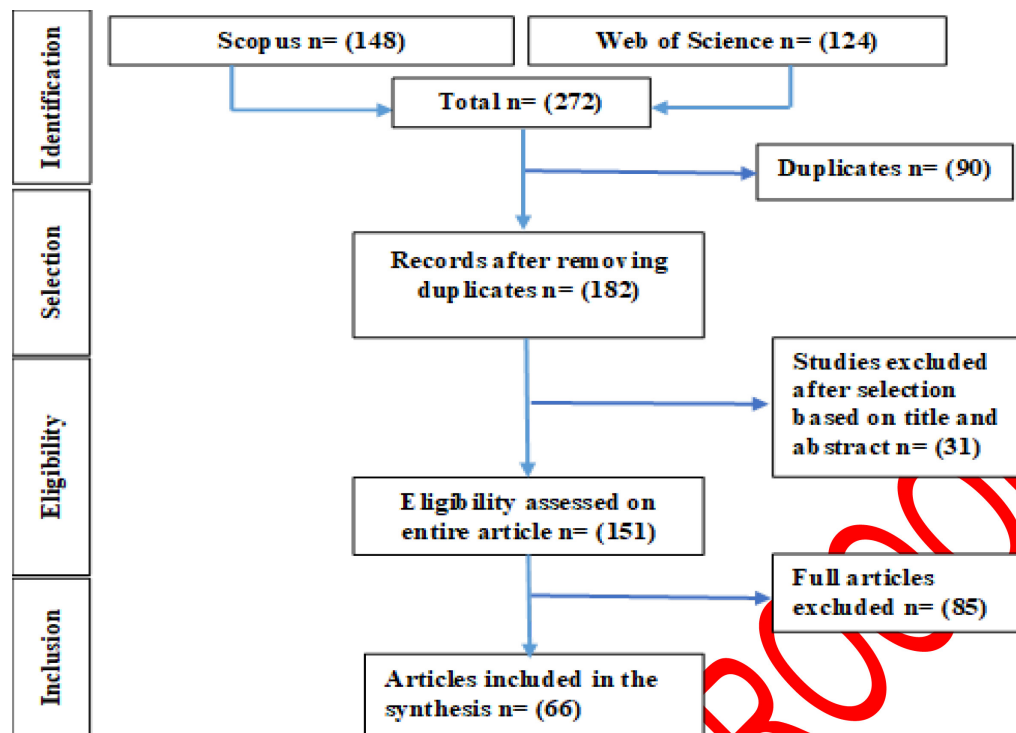 Identification
Scopus n= (148)
Web of Science n= (124)
Total n= (272)
Duplicates n= (90)
Selection
Records after removing
duplicates n= (182)
Eligibility
Studies excluded
after selection
based on title and
abstract n= (31)
Eligibility assessed on
entire article n= (151)
Inclusion
Full articles
excluded n= (85)
Articles included in the
synthesis n= (66)